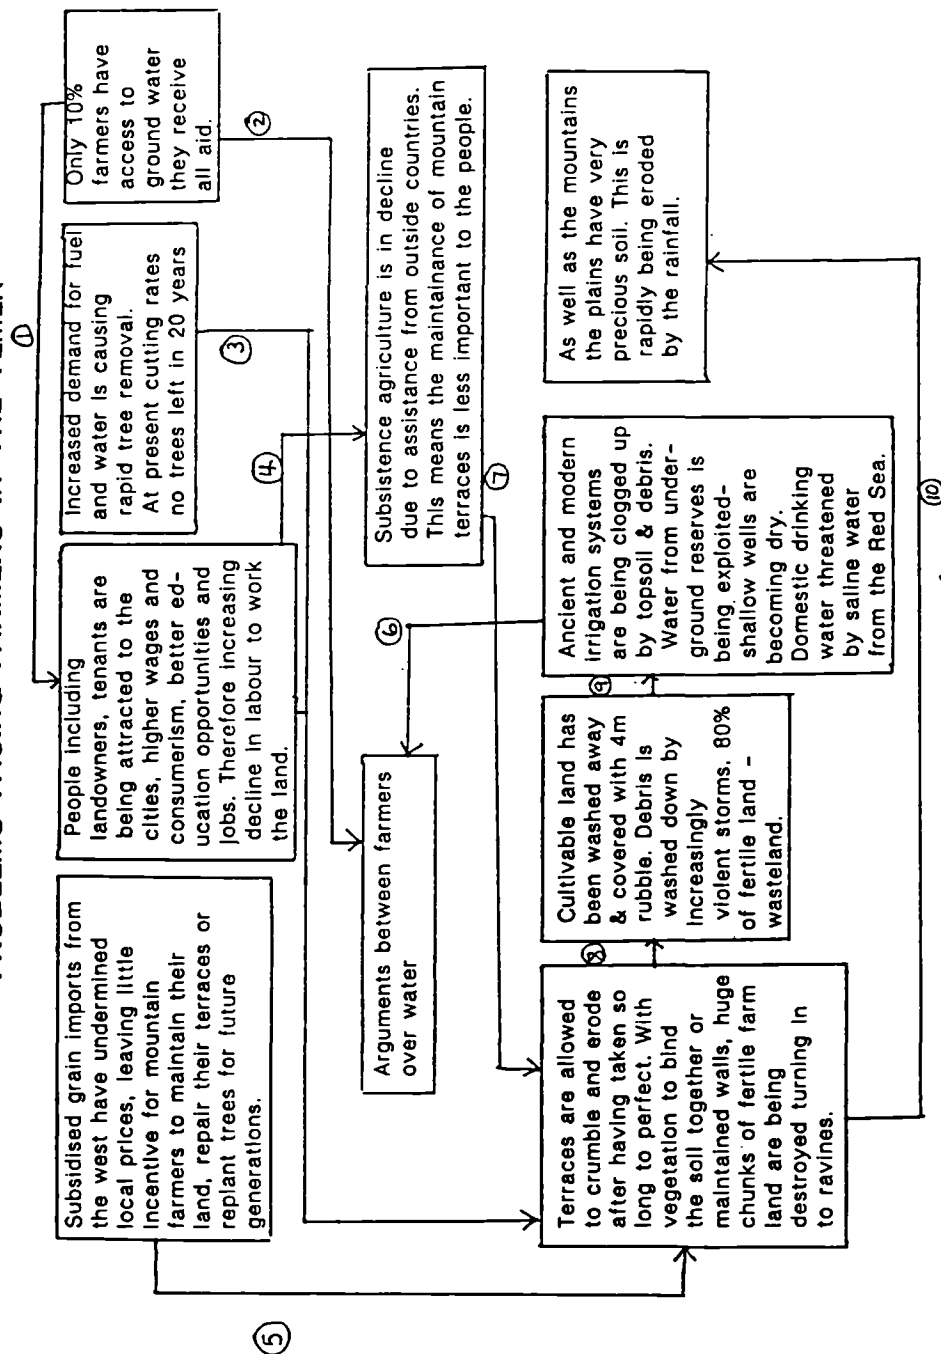 Subsidised grain imports from
the west have undermined
local prices, leaving little
incentive for mountain
farmers to maintain their
land, repair their terraces or
replant trees for future
generations.
People including
landowners, tenants are
being attracted to the
cities, higher wages and
consumerism, better ed-
ucation opportunities and
jobs. Therefore increasing
decline in labour to work
the land.
Increased demand for fuel
and water is causing
rapid tree removal.
At present cutting rates
no trees left in 20 years
Only 10%
farmers have
access to
ground water
they receive
all aid.
1
2
3
4
5
Arguments between farmers
over water
6
Subsistence agriculture is in decline
due to assistance from outside countries.
This means the maintainance of mountain
terraces is less important to the people.
7
Terraces are allowed
to crumble and erode
after having taken so
long to perfect. With
vegetation to bind
the soil together or
maintained walls, huge
chunks of fertile farm
land are being
destroyed turning in
to ravines.
8
Cultivable land has
been washed away
& covered with 4m
rubble. Debris is
washed down by
increasingly
violent storms. 80%
of fertile land –
wasteland.
9
Ancient and modern
irrigation systems
are being clogged up
by topsoil & debris.
Water from under-
ground reserves is
being exploited-
shallow wells are
becoming dry.
Domestic drinking
water threatened
by saline water
from the Red Sea.
As well as the mountains
the plains have very
precious soil. This is
rapidly being eroded
by the rainfall.
10